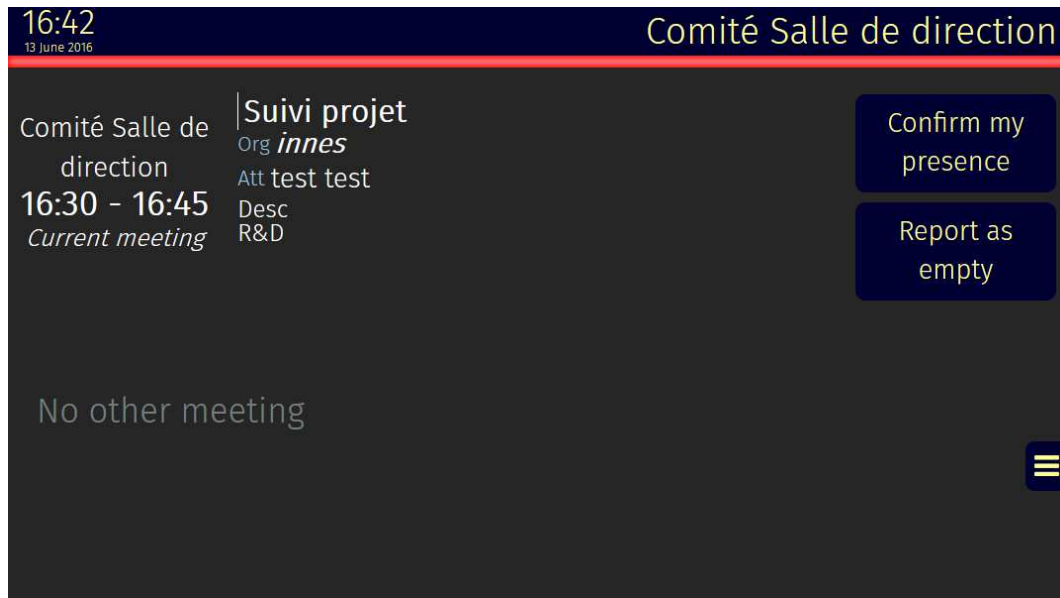 16:42
13 June 2016
Comité Salle de direction
Comité Salle de
direction
16:30 - 16:45
Current meeting
Suivi projet
Org innes
Att test test
Desc
R&D
Confirm my
presence
Report as
empty
No other meeting